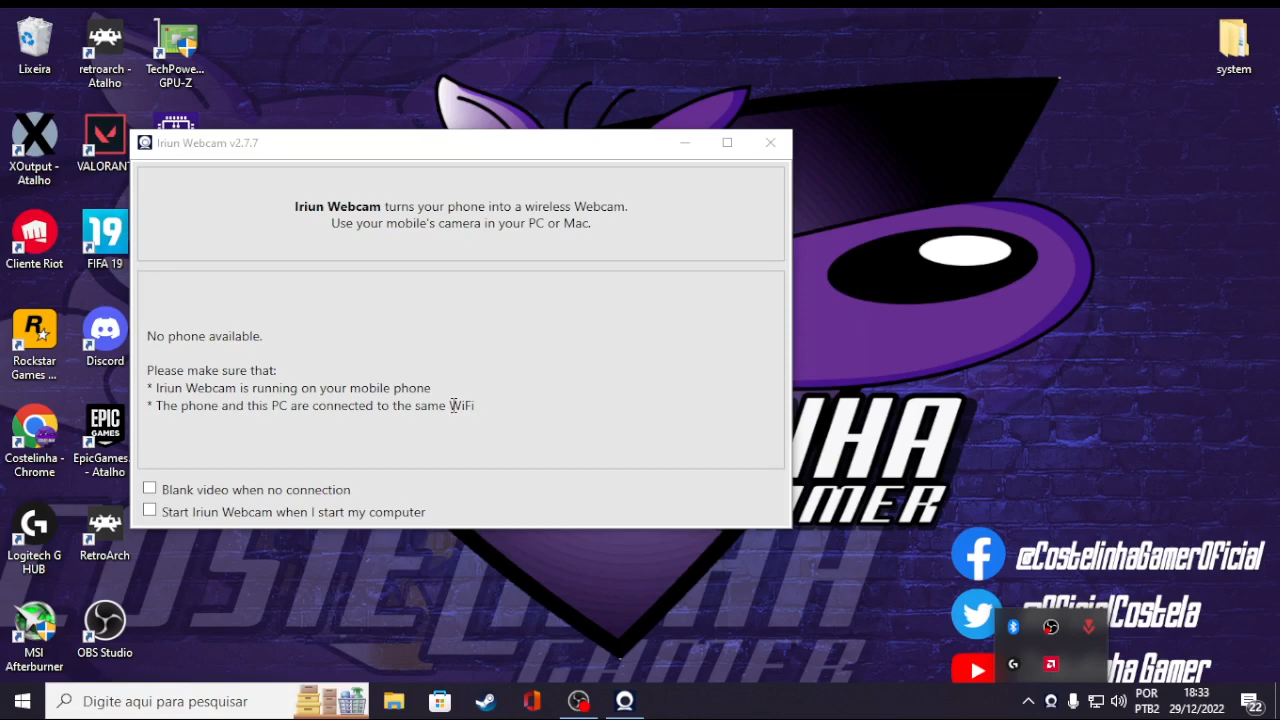 Lixeira
retroarch -
Atalho
TechPowe...
GPU-Z
system
XOutput -
Atalho
VALORANT
Cliente Riot
19
FIFA 19
Rockstar
Games ...
Discord
Costelinha -
Chrome
EPIC
GAMES
EpicGames.
- Atalho
Logitech G
HUB
RetroArch
MSI
Afterburner
OBS Studio
Iriun Webcam v2.7.7
Iriun Webcam turns your phone into a wireless Webcam.
Use your mobile's camera in your PC or Mac.
No phone available.
Please make sure that:
* Iriun Webcam is running on your mobile phone
* The phone and this PC are connected to the same WiFi
Blank video when no connection
Start Iriun Webcam when I start my computer
GAMER
@CostelinhaGamerOficial
Gamer
Digite aqui para pesquisar
POR
PTB2
18:33
29/12/2022
22